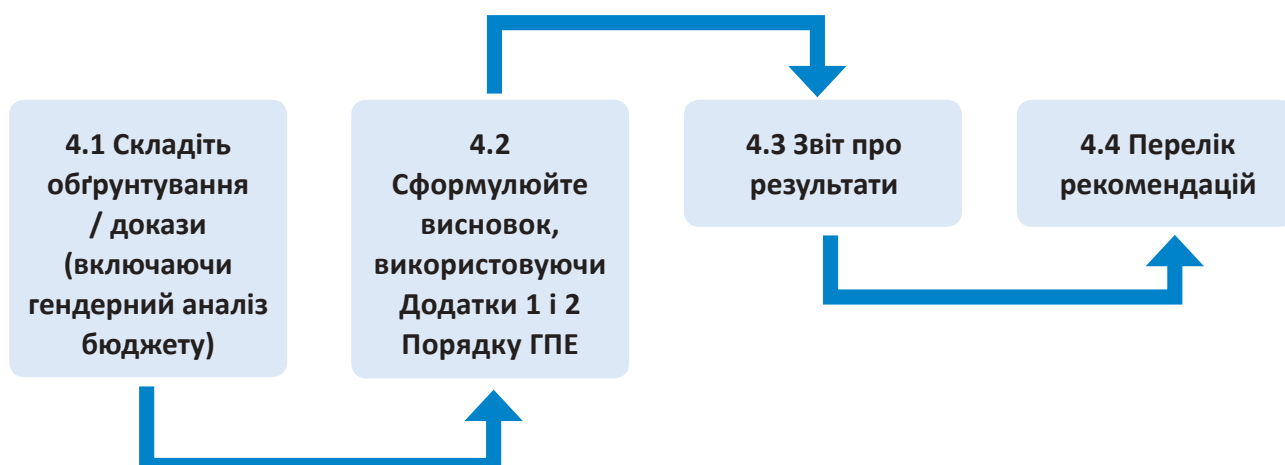 4.1 Складіть
обґрунтування
/ докази
(включаючи
гендерний аналіз
бюджету)
4.2
Сформулюйте
висновок,
використовуючи
Додатки 1 і 2
Порядку ГПЕ
4.3 Звіт про
результати
4.4 Перелік
рекомендацій